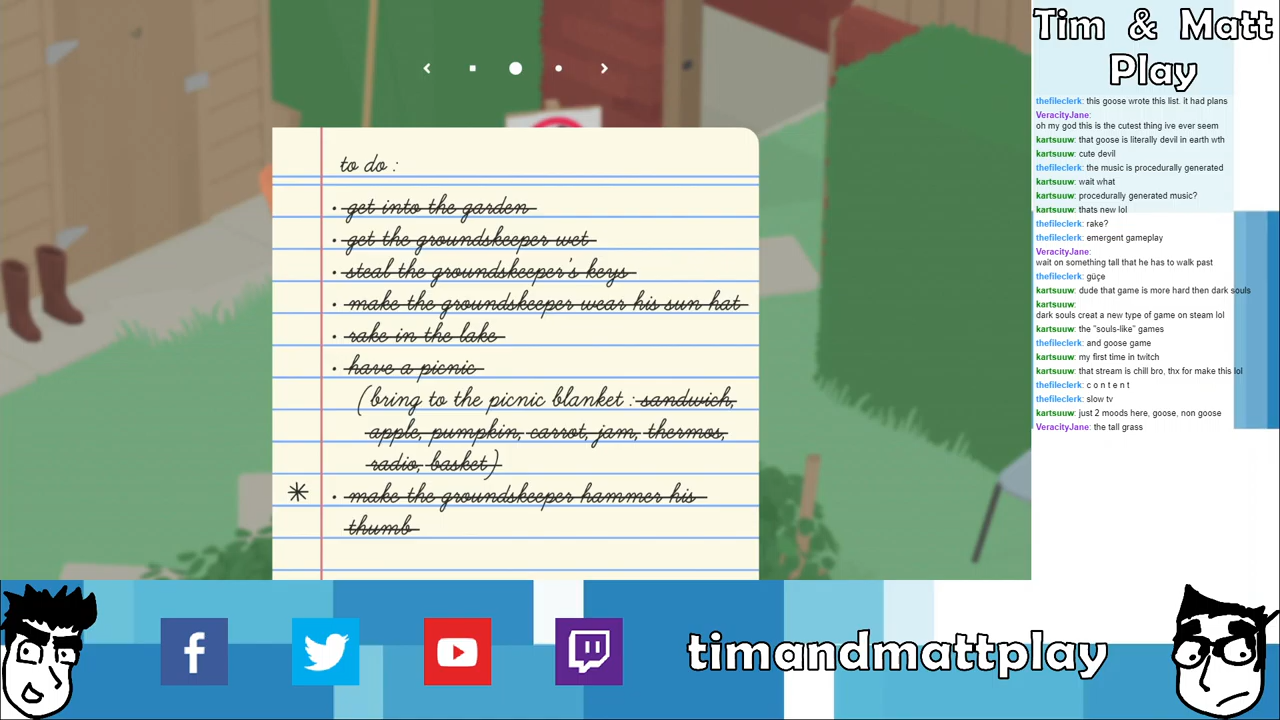 to do :
• get into the garden
• get the groundskeeper wet
• steal the groundskeeper's keys
• make the groundskeeper wear his sun hat
• rake in the lake
• have a picnic
(bring to the picnic blanket : sandwich,
apple, pumpkin, carrot, jam, thermos,
radio, basket)
• make the groundskeeper hammer his
thumb
Tim & Matt
Play
thefileclerk: this goose wrote this list. it had plans
VeracityJane:
oh my god this is the cutest thing ive ever seem
kartsuuw: that goose is literally devil in earth wth
kartsuuw: cute devil
thefileclerk: the music is procedurally generated
kartsuuw: wait what
kartsuuw: procedurally generated music?
kartsuuw: thats new lol
thefileclerk: rake?
thefileclerk: emergent gameplay
VeracityJane:
wait on something tall that he has to walk past
thefileclerk: güçe
kartsuuw: dude that game is more hard then dark souls
kartsuuw:
dark souls creat a new type of game on steam lol
kartsuuw: the "souls-like" games
thefileclerk: and goose game
kartsuuw: my first time in twitch
kartsuuw: that stream is chill bro, thx for make this lol
thefileclerk: c o n t e n t
thefileclerk: slow tv
kartsuuw: just 2 moods here, goose, non goose
VeracityJane: the tall grass
timandmattplay